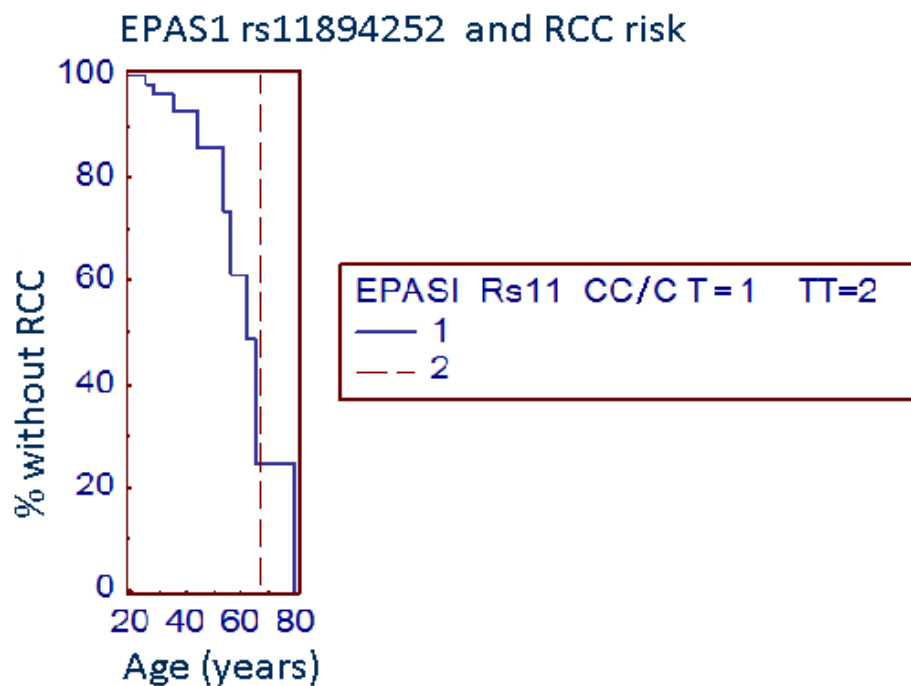 EPAS1 rs11894252 and RCC risk
% without RCC
100
80
60
40
20
0
20 40 60 80
Age (years)
EPASI Rs11 CC/C T = 1 TT=2
1
2